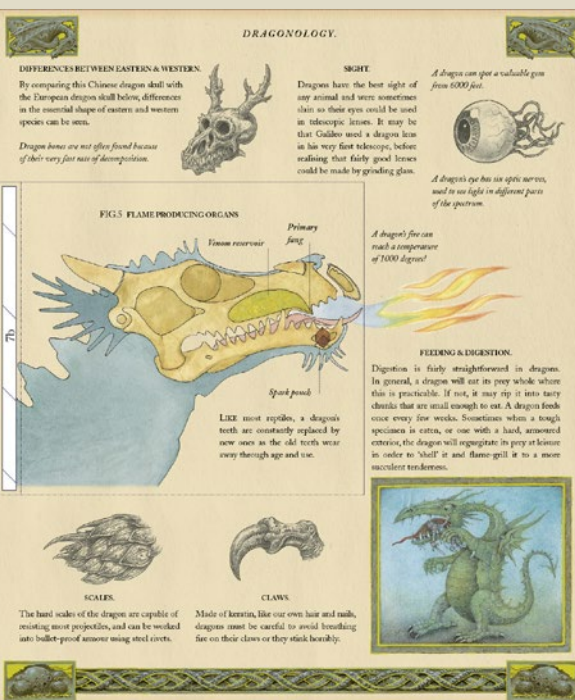 DRAGONOLOGY.
DIFFERENCES BETWEEN EASTERN & WESTERN.
By comparing this Chinese dragon skull with
the European dragon skull below, differences
in the essential shape of eastern and western
species can be seen.
Dragon bones are not often found because
of their very fast rate of decomposition.
SIGHT.
Dragons have the best sight of
any animal and were sometimes
slain so their eyes could be used
in telescopic lenses. It may be
that Galileo used a dragon lens
in his very first telescope, before
realising that fairly good lenses
could be made by grinding glass.
A dragon can spot a valuable gem
from 6000 feet.
A dragon's eye has six optic nerves,
used to see light in different parts
of the spectrum.
7b
FIG.5 FLAME PRODUCING ORGANS
Venom reservoir
Primary
fang
Spark pouch
LIKE most reptiles, a dragon's
teeth are constantly replaced by
new ones as the old teeth wear
away through age and use.
A dragon's fire can
reach a temperature
of 1000 degrees!
FEEDING & DIGESTION.
Digestion is fairly straightforward in dragons.
In general, a dragon will eat its prey whole where
this is practicable. If not, it may rip it into tasty
chunks that are small enough to eat. A dragon feeds
once every few weeks. Sometimes when a tough
specimen is eaten, or one with a hard, armoured
exterior, the dragon will regurgitate its prey at leisure
in order to 'shell' it and flame-grill it to a more
succulent tenderness.
SCALES.
The hard scales of the dragon are capable of
resisting most projectiles, and can be worked
into bullet-proof armour using steel rivets.
CLAWS.
Made of keratin, like our own hair and nails,
dragons must be careful to avoid breathing
fire on their claws or they stink horribly.